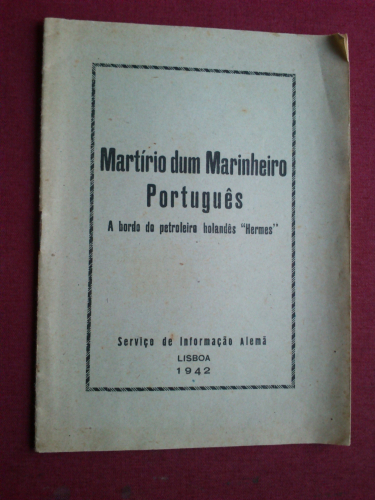 Martírio dum Marinheiro
Português
A bordo do petroleiro holandês "Hermes"
Serviço de Informação Alemã
LISBOA
1942